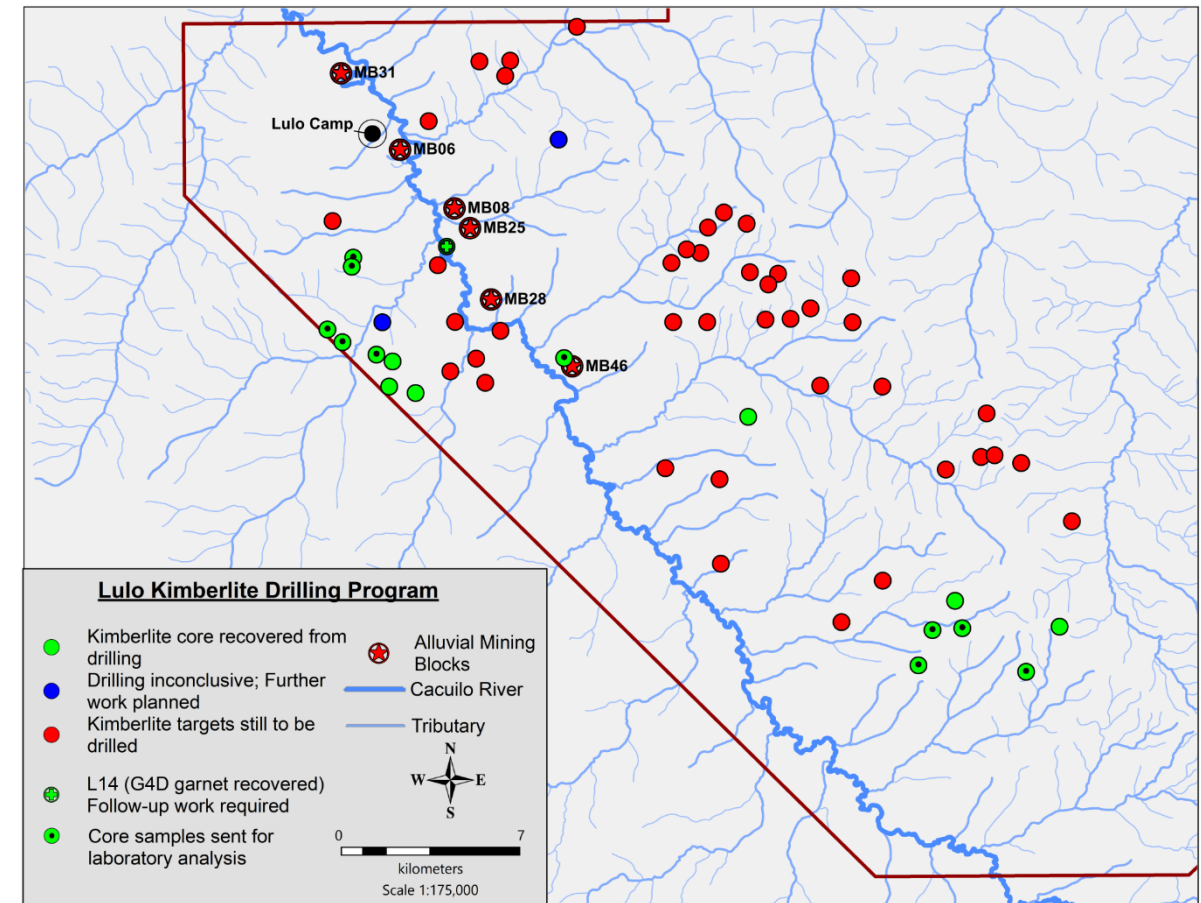 MB31
Lulo Camp
MB06
MB08
MB25
MB28
MB46
Lulo Kimberlite Drilling Program
Kimberlite core recovered from
drilling
Drilling inconclusive; Further
work planned
Kimberlite targets still to be
drilled
L14 (G4D garnet recovered)
Follow-up work required
Core samples sent for
laboratory analysis
Alluvial Mining
Blocks
Cacuilo River
Tributary
N
W E
S
0 7
kilometers
Scale 1:175,000